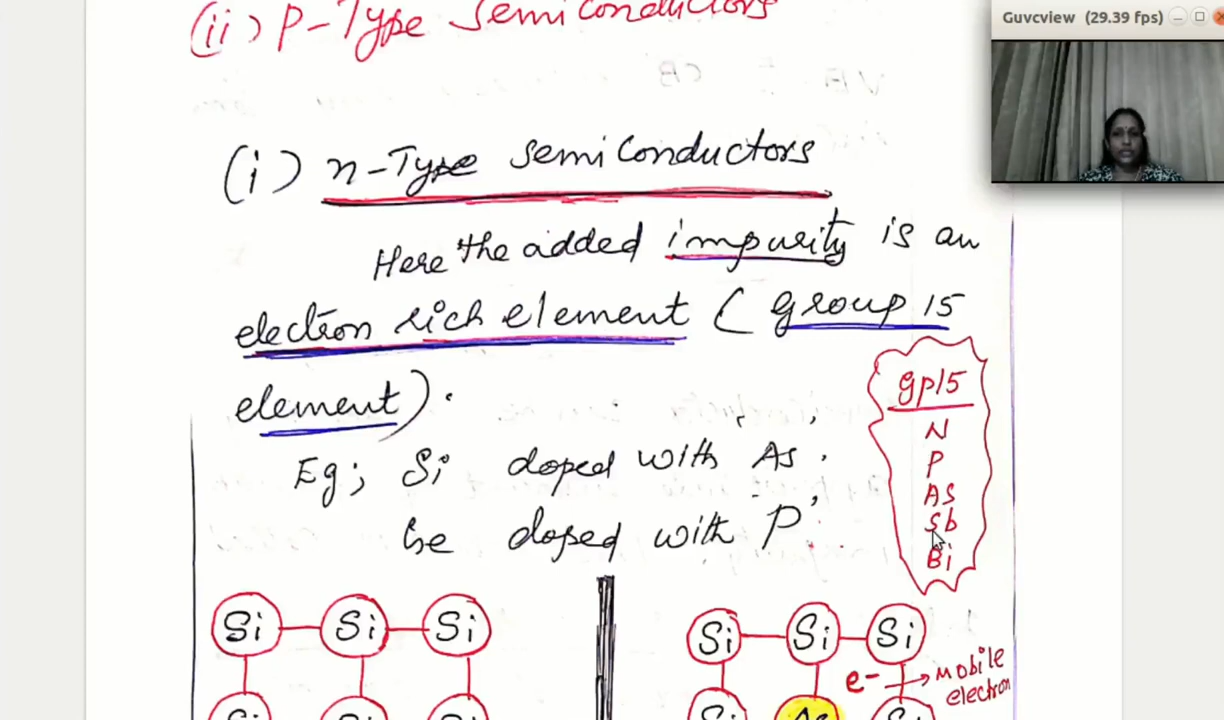 Guvcview (29.39 fps)
(ii) P-Type Semiconductors
(i) n-Type semiconductors
Here the added impurity is an
electron rich element (group 15
element).
Eg; Si doped with As.
Ge doped with P
gp15
N
P
As
Sb
Bi
Si Si Si
Si Si Si
Si Si Si
Si As Si
e- → mobile
electron